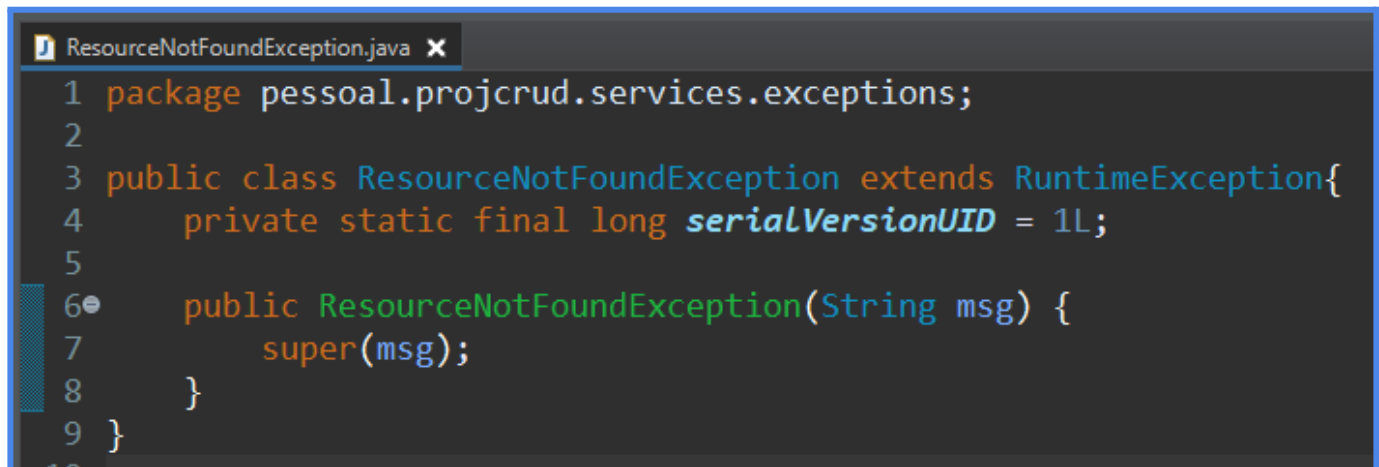 ResourceNotFoundException.java
1 package pessoal.projcrud.services.exceptions;
2
3 public class ResourceNotFoundException extends RuntimeException{
4     private static final long serialVersionUID = 1L;
5
6     public ResourceNotFoundException(String msg) {
7         super(msg);
8     }
9 }